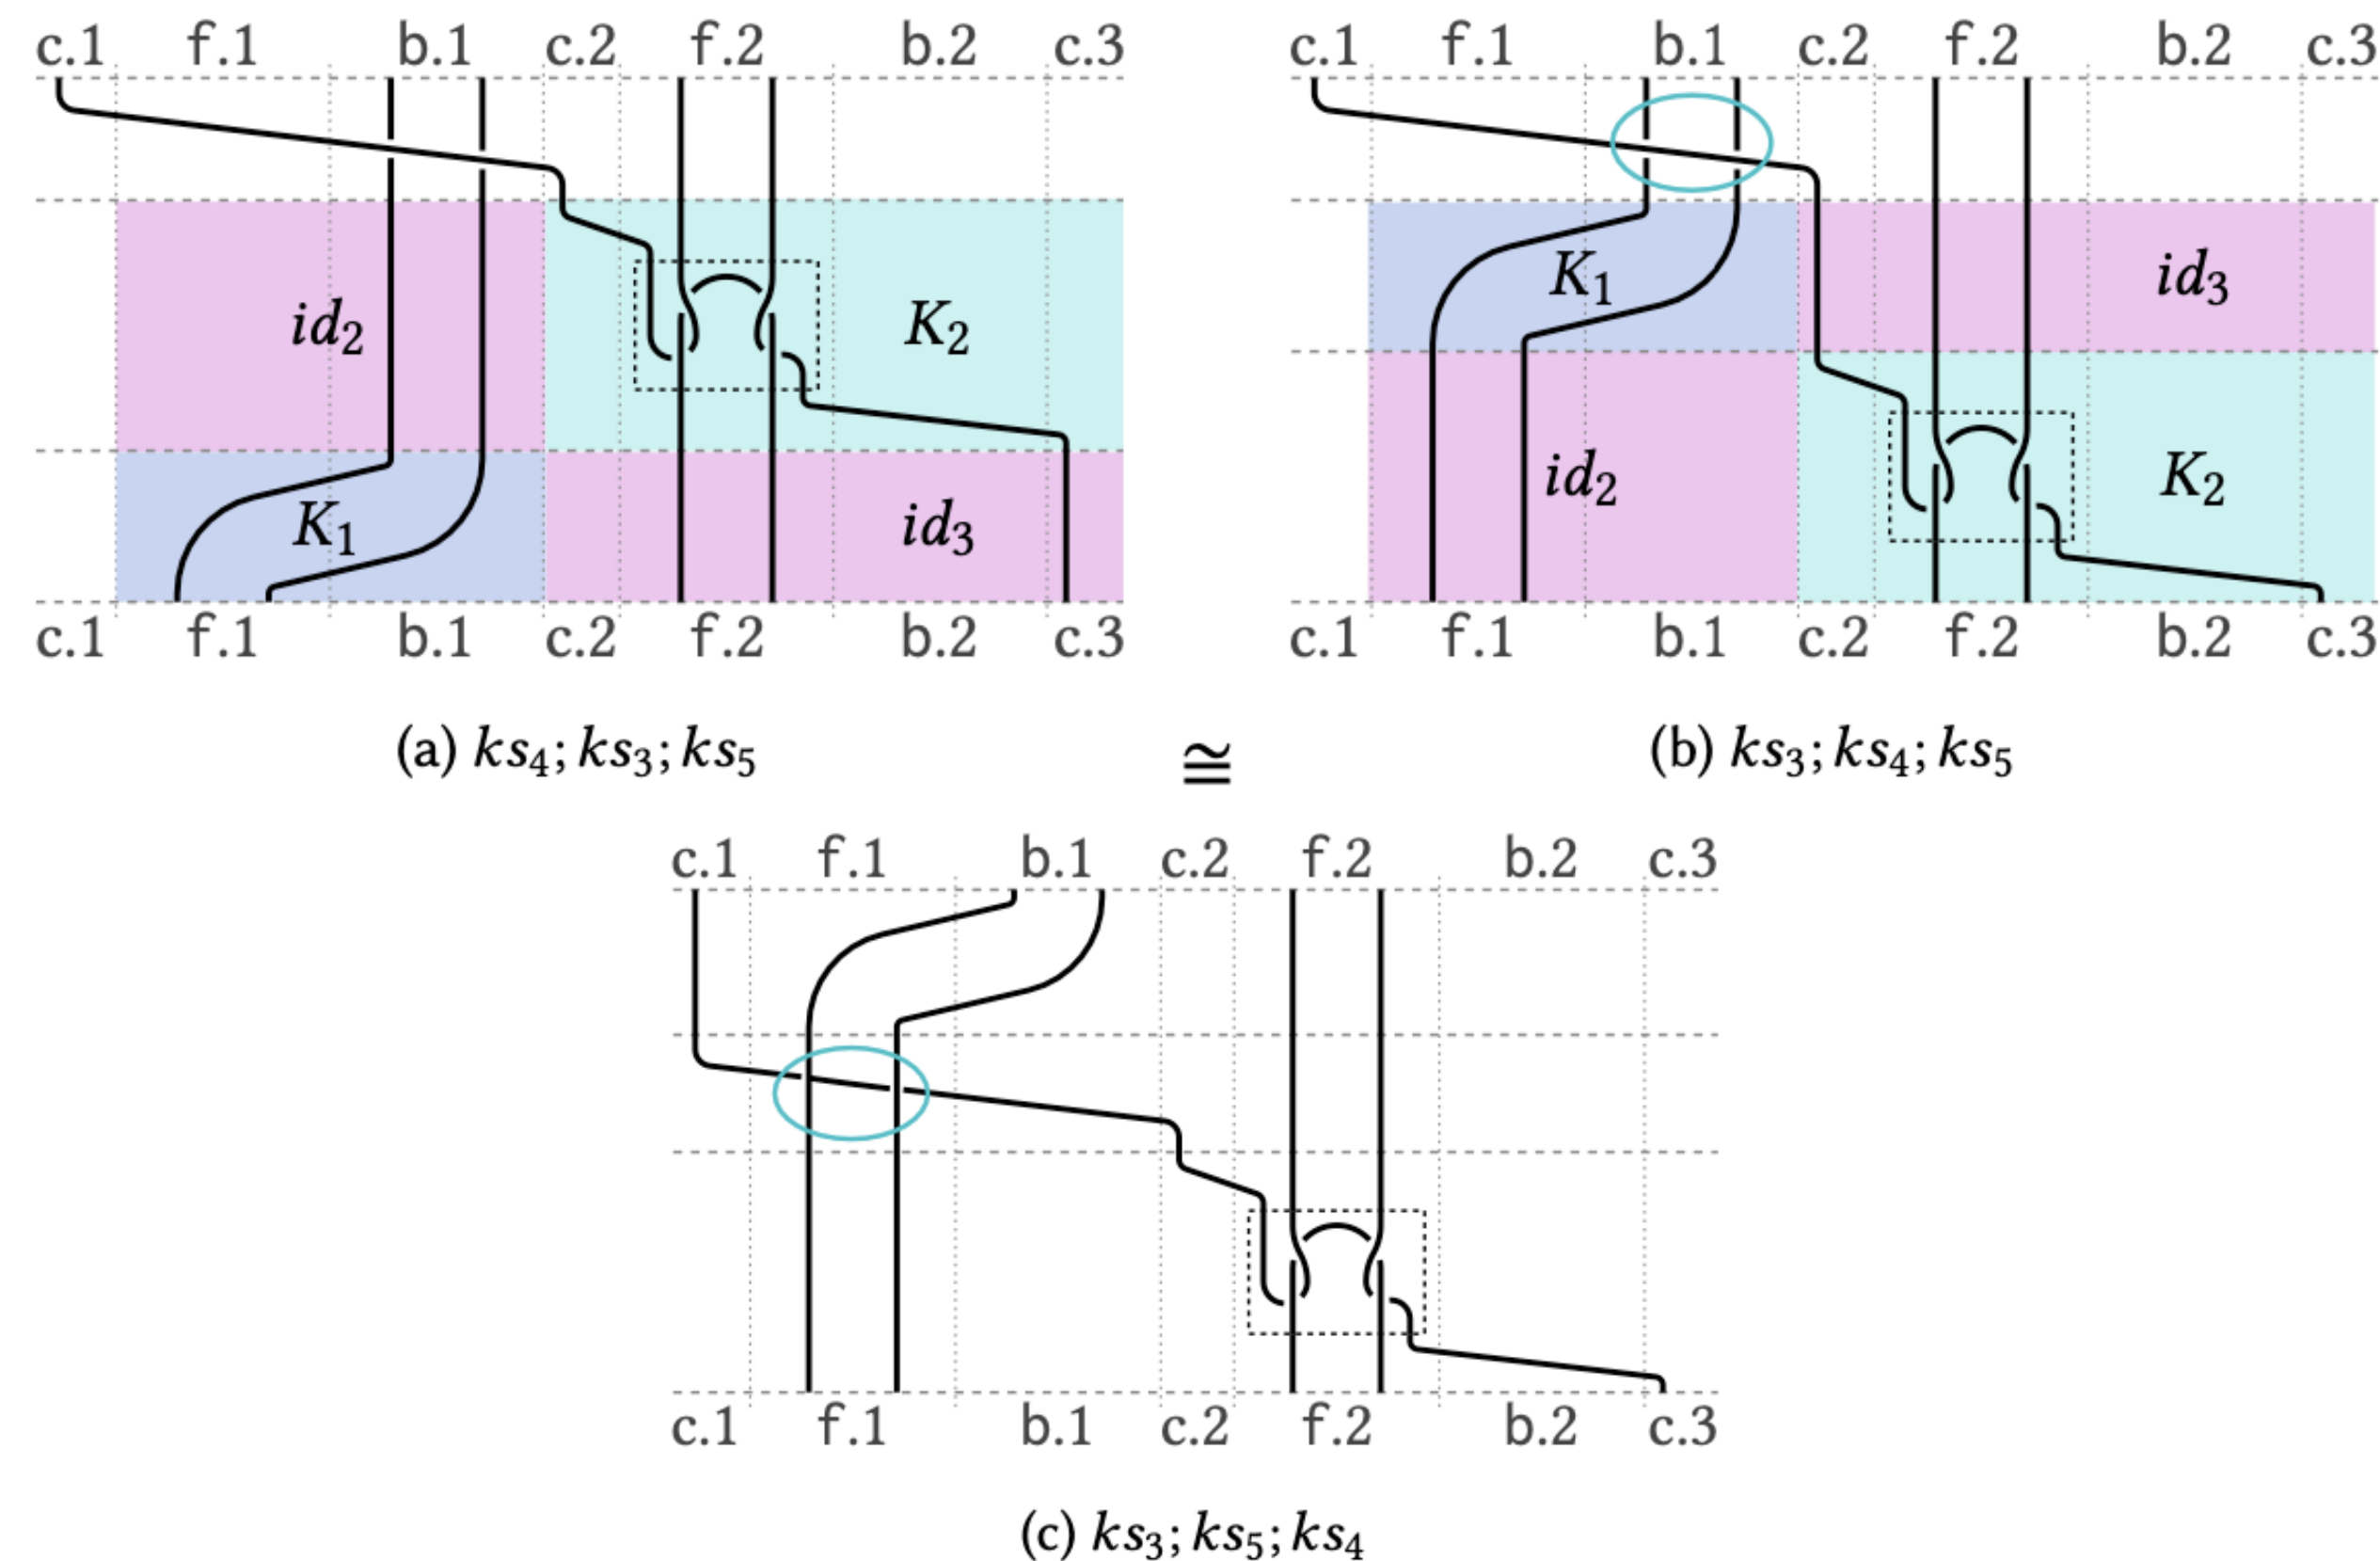 c.1 f.1 b.1 c.2 f.2 b.2 c.3 c.1 f.1 b.1 c.2 f.2 b.2 c.3
K₁ id₃
id₂ K₂
K₁ id₃ id₂ K₂
c.1 f.1 b.1 c.2 f.2 b.2 c.3 c.1 f.1 b.1 c.2 f.2 b.2 c.3
(a) ks₄; ks₃; ks₅ ≅ (b) ks₃; ks₄; ks₅
c.1 f.1 b.1 c.2 f.2 b.2 c.3
c.1 f.1 b.1 c.2 f.2 b.2 c.3
(c) ks₃; ks₅; ks₄